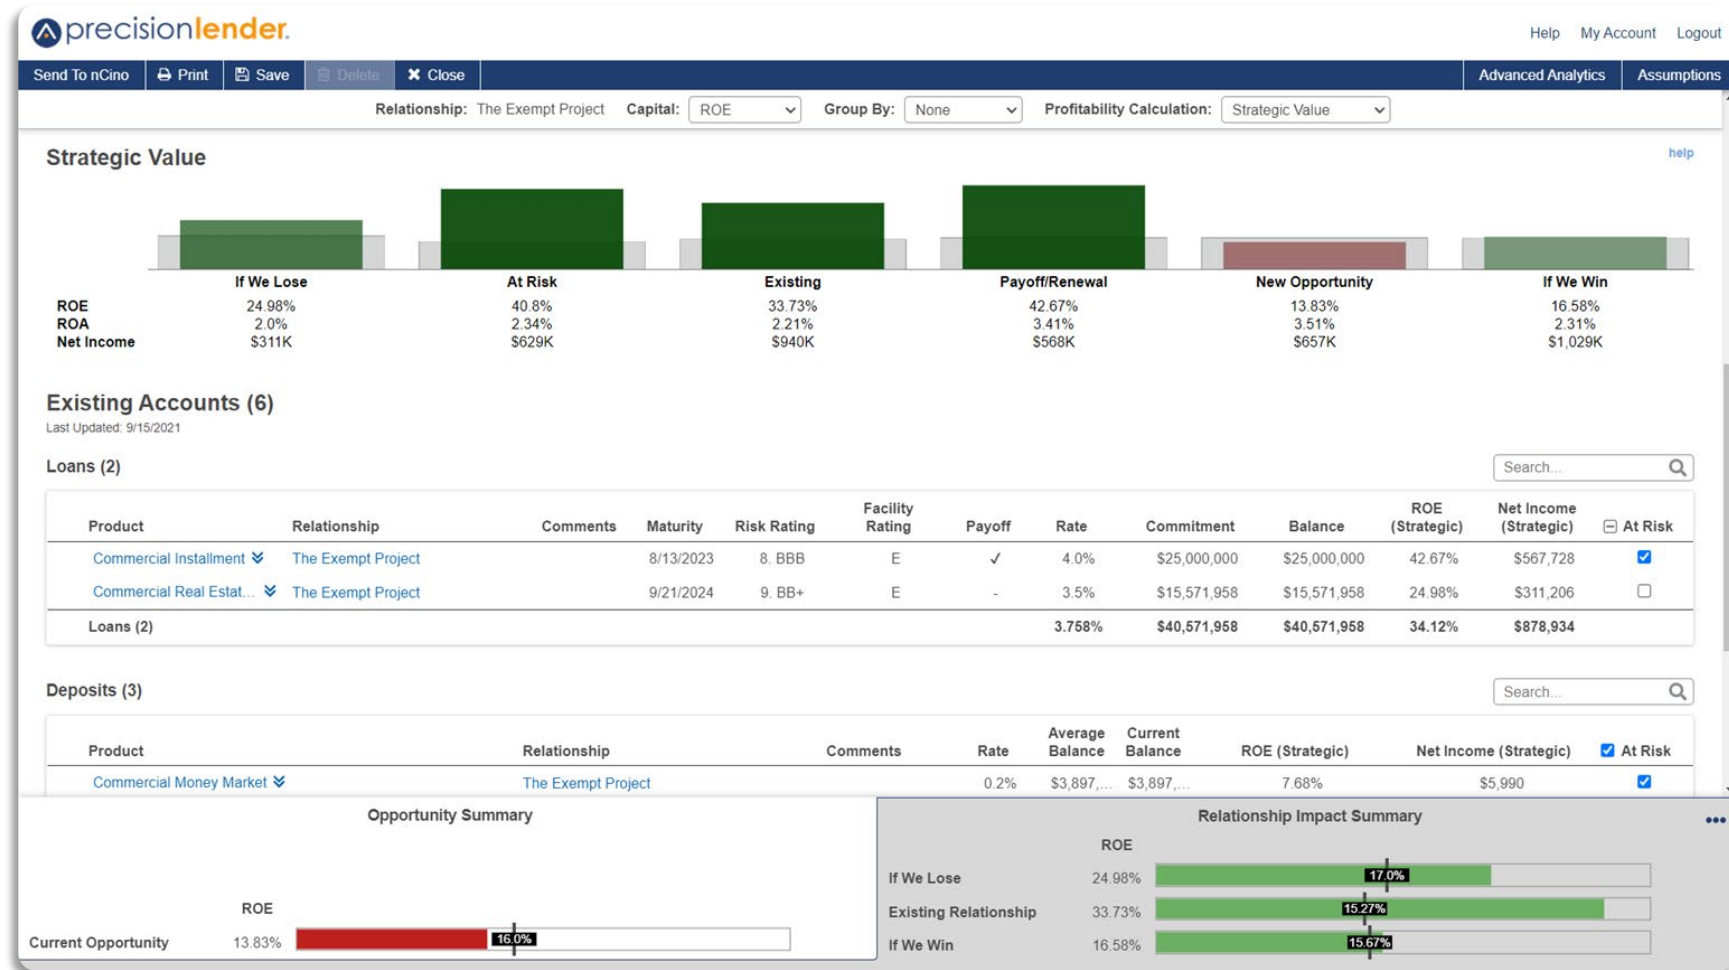 precisionlender.
Help My Account Logout
Send To nCino Print Save Delete Close Advanced Analytics Assumptions
Relationship: The Exempt Project Capital: ROE Group By: None Profitability Calculation: Strategic Value
Strategic Value help
If We Lose At Risk Existing Payoff/Renewal New Opportunity If We Win
ROE 24.98% 40.8% 33.73% 42.67% 13.83% 16.58%
ROA 2.0% 2.34% 2.21% 3.41% 3.51% 2.31%
Net Income $311K $629K $940K $568K $657K $1,029K
Existing Accounts (6)
Last Updated: 9/15/2021
Loans (2) Search...
Product Relationship Comments Maturity Risk Rating Facility Rating Payoff Rate Commitment Balance ROE (Strategic) Net Income (Strategic) At Risk
Commercial Installment The Exempt Project 8/13/2023 8. BBB E ✓ 4.0% $25,000,000 $25,000,000 42.67% $567,728
Commercial Real Estat... The Exempt Project 9/21/2024 9. BB+ E - 3.5% $15,571,958 $15,571,958 24.98% $311,206
Loans (2) 3.758% $40,571,958 $40,571,958 34.12% $878,934
Deposits (3) Search...
Product Relationship Comments Rate Average Balance Current Balance ROE (Strategic) Net Income (Strategic) At Risk
Commercial Money Market The Exempt Project 0.2% $3,897,... $3,897,... 7.68% $5,990
Opportunity Summary
ROE
Current Opportunity 13.83% 16.0%
Relationship Impact Summary
ROE
If We Lose 24.98% 17.0%
Existing Relationship 33.73% 15.27%
If We Win 16.58% 15.67%